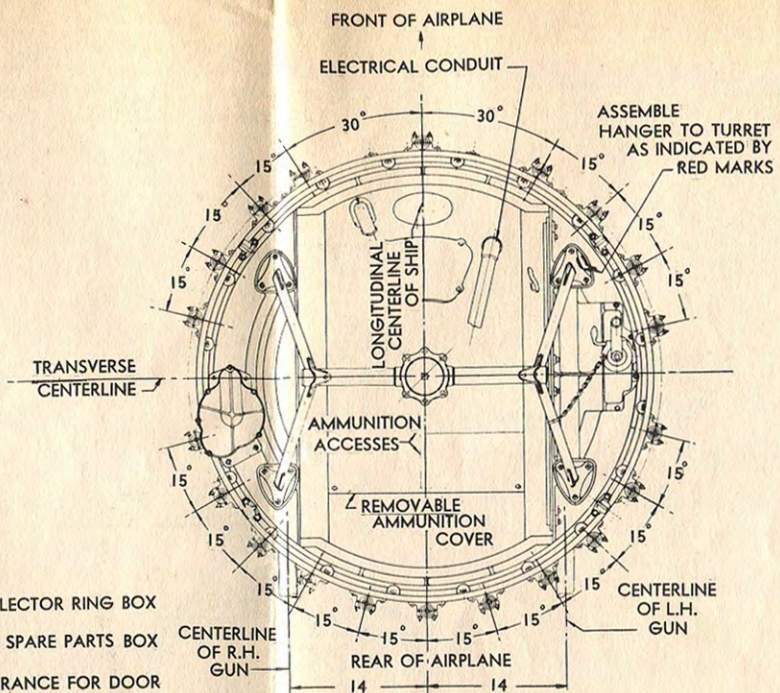 FRONT OF AIRPLANE
ELECTRICAL CONDUIT
ASSEMBLE
HANGER TO TURRET
AS INDICATED BY
RED MARKS
30°
30°
15°
15°
15°
15°
15°
15°
LONGITUDINAL
CENTERLINE
OF SHIP
TRANSVERSE
CENTERLINE
AMMUNITION
ACCESSES
REMOVABLE
AMMUNITION
COVER
15°
15°
15°
15°
15°
15°
15°
15°
15°
15°
15°
15°
LECTOR RING BOX
SPARE PARTS BOX
RANCE FOR DOOR
CENTERLINE
OF R.H.
GUN
REAR OF AIRPLANE
CENTERLINE
OF L.H.
GUN
14
14